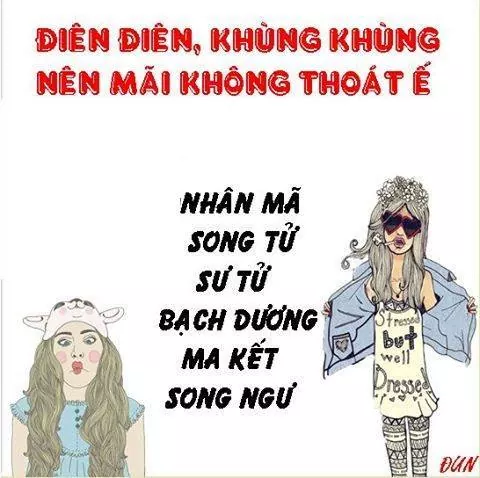 ĐIÊN ĐIÊN, KHÙNG KHÙNG
NÊN MÃI KHÔNG THOÁT Ế
NHÂN MÃ
SONG TỬ
SƯ TỬ
BẠCH DƯƠNG
MA KẾT
SONG NGƯ
Stressed
but
well
Dressed
ĐUN